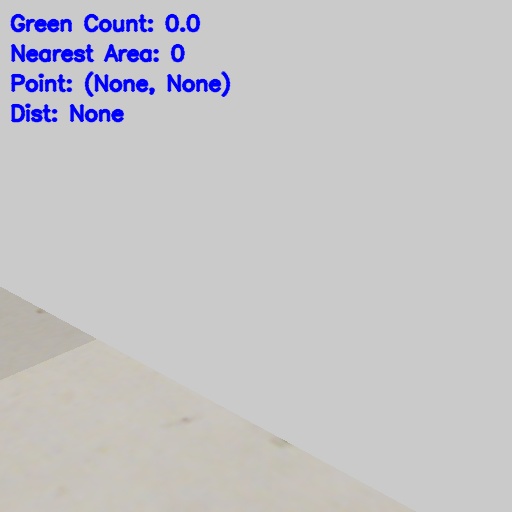 Green Count: 0.0
Nearest Area: 0
Point: (None, None)
Dist: None